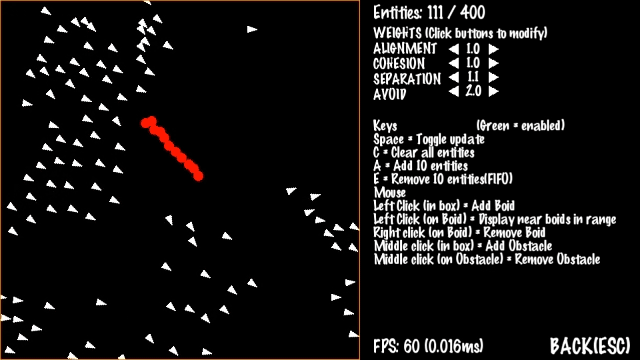 Entities: 111 / 400
WEIGHTS (Click buttons to modify)
ALIGNMENT 1.0
COHESION 1.0
SEPARATION 1.1
AVOID 2.0
Keys (Green = enabled)
Space = Toggle update
C = Clear all entities
A = Add 10 entities
E = Remove 10 entities(FIFO)
Mouse
Left Click (in box) = Add Boid
Left Click (on Boid) = Display near boids in range
Right click (on Boid) = Remove Boid
Middle click (in box) = Add Obstacle
Middle click (on Obstacle) = Remove Obstacle
FPS: 60 (0.016ms) BACK(ESC)